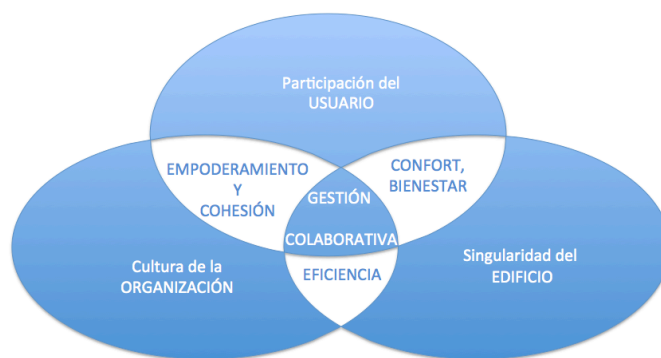 Participación del
USUARIO
EMPODERAMIENTO
Y
COHESIÓN
CONFORT,
BIENESTAR
GESTIÓN
COLABORATIVA
Cultura de la
ORGANIZACIÓN
EFICIENCIA
Singularidad del
EDIFICIO